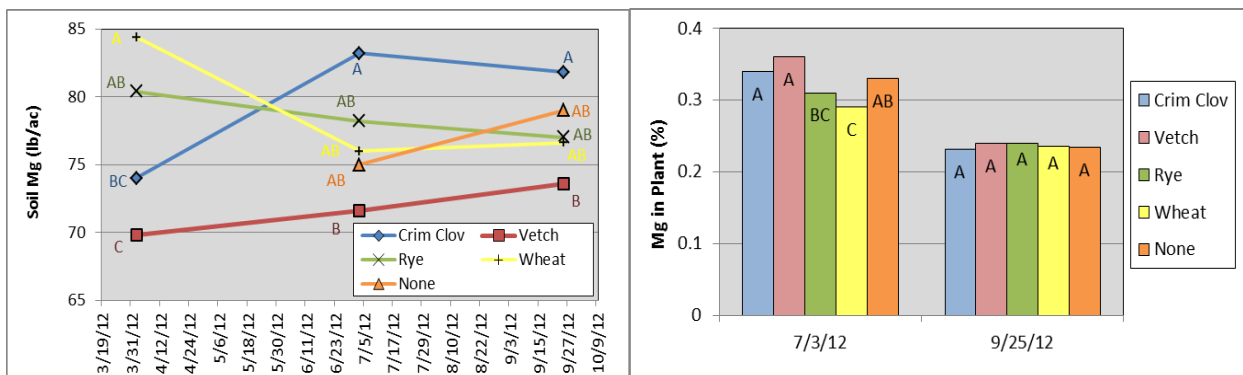 85
80
75
70
65
Soil Mg (lb/ac)
A
AB
BC
C
A
AB
AB
AB
B
A
AB
AB
AB
B
Crim Clov
Vetch
Rye
Wheat
None
3/19/12
3/31/12
4/12/12
4/24/12
5/6/12
5/18/12
5/30/12
6/11/12
6/23/12
7/5/12
7/17/12
7/29/12
8/10/12
8/22/12
9/3/12
9/15/12
9/27/12
10/9/12
0.4
0.3
0.2
0.1
0
Mg in Plant (%)
A
A
BC
C
AB
A
A
A
A
A
7/3/12
9/25/12
Crim Clov
Vetch
Rye
Wheat
None